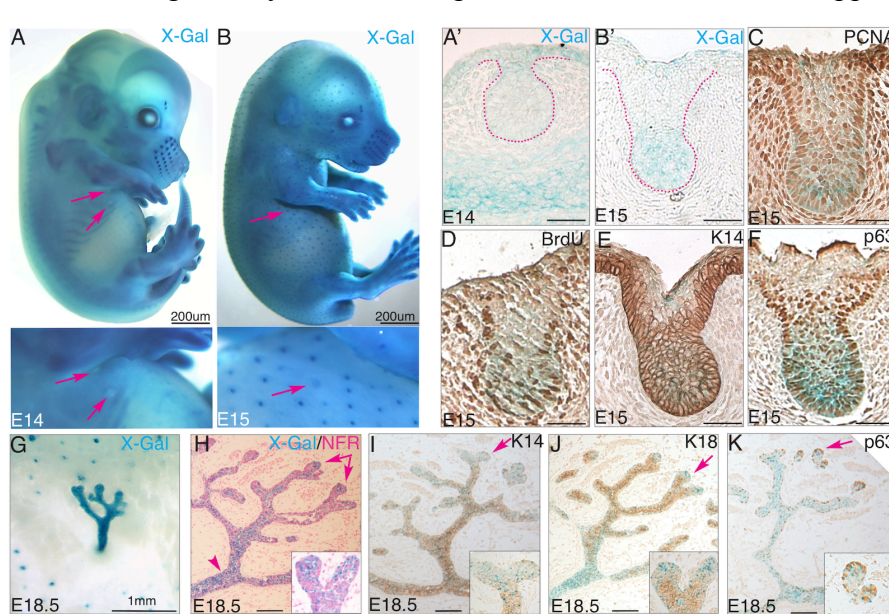 A X-Gal
B X-Gal
A' X-Gal
B' X-Gal
C PCNA
200um
200um
E14
E15
E15
D BrdU
E K14
F p63
E14
E15
E15
E15
E15
G X-Gal
H X-Gal/NFR
I K14
J K18
K p63
E18.5 1mm
E18.5
E18.5
E18.5
E18.5